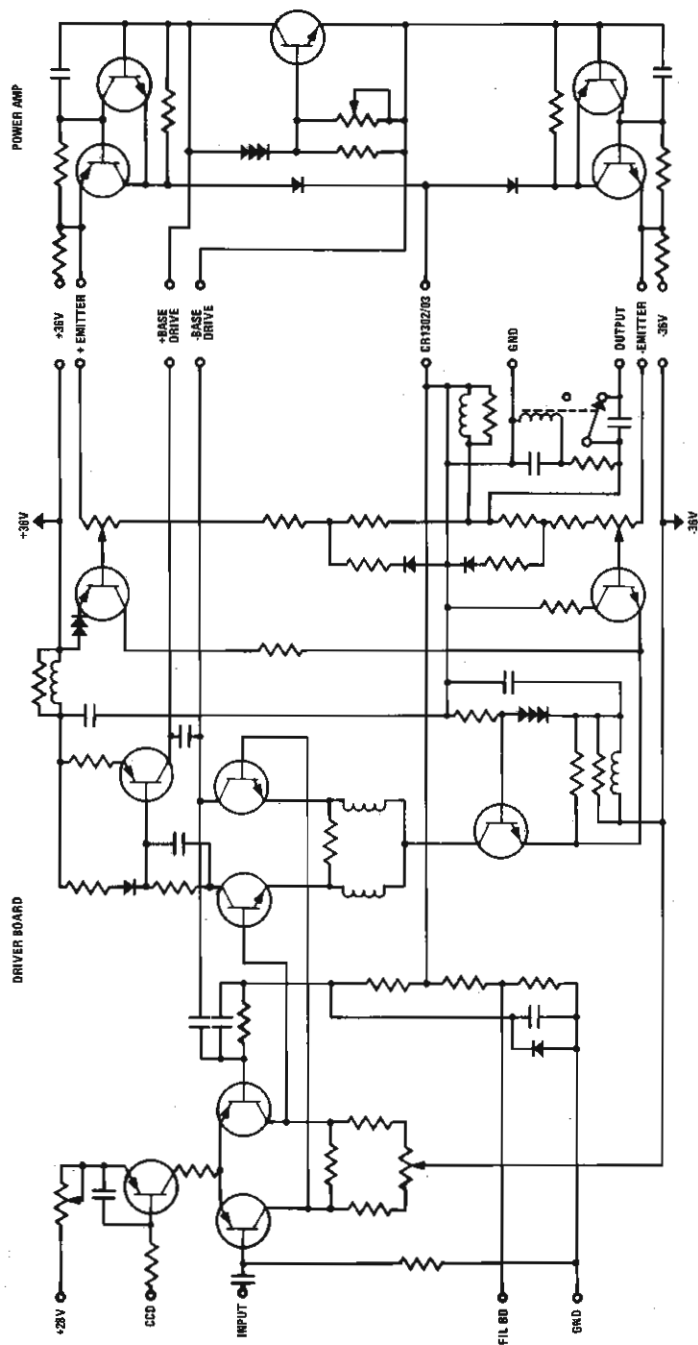 DRIVER BOARD
POWER AMP
+28V
CCD
INPUT
FIL BD
GND
+36V
-36V
+36V
+ EMITTER
+BASE
DRIVE
-BASE
DRIVE
CR1302/03
GND
OUTPUT
-EMITTER
-36V